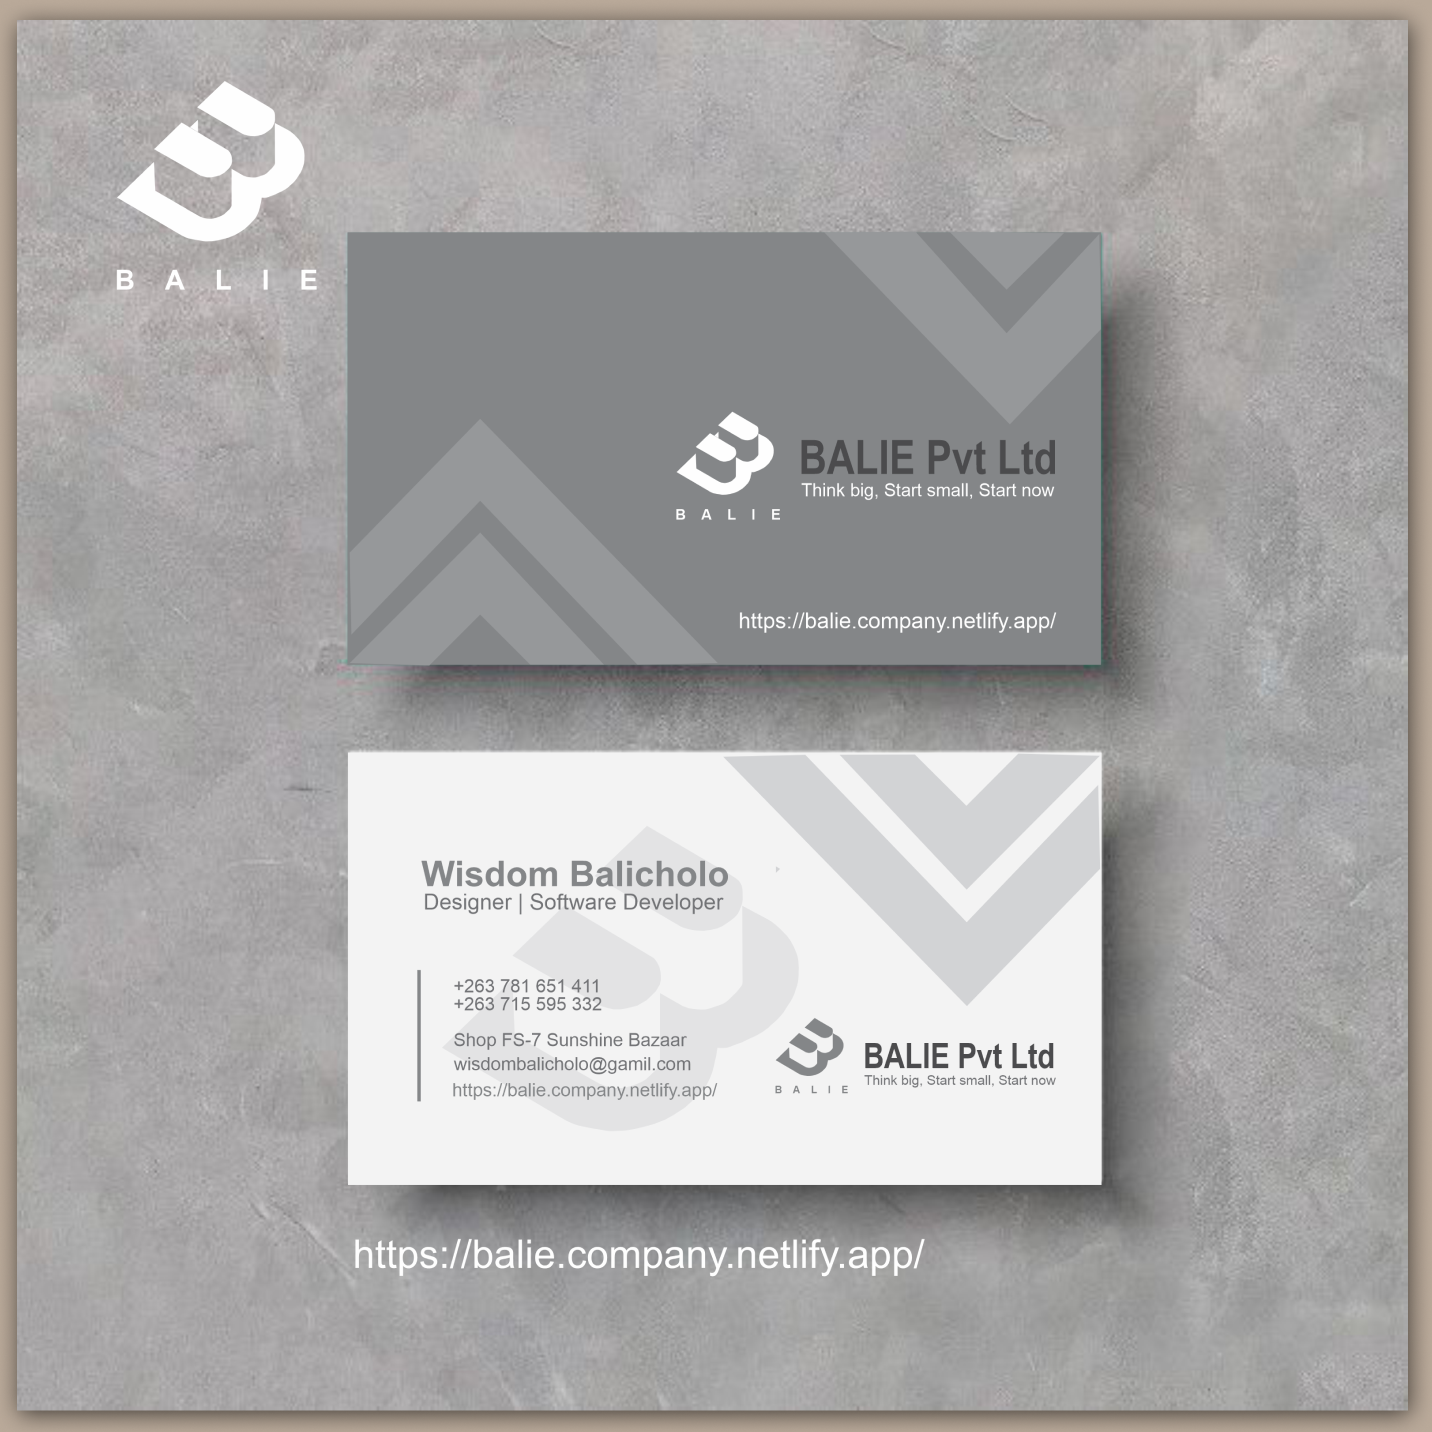 BALIE
BALIE Pvt Ltd
Think big, Start small, Start now
BALIE
https://balie.company.netlify.app/
Wisdom Balicholo
Designer | Software Developer
+263 781 651 411
+263 715 595 332
Shop FS-7 Sunshine Bazaar
wisdombalicholo@gamil.com
https://balie.company.netlify.app/
BALIE Pvt Ltd
Think big, Start small, Start now
BALIE
https://balie.company.netlify.app/